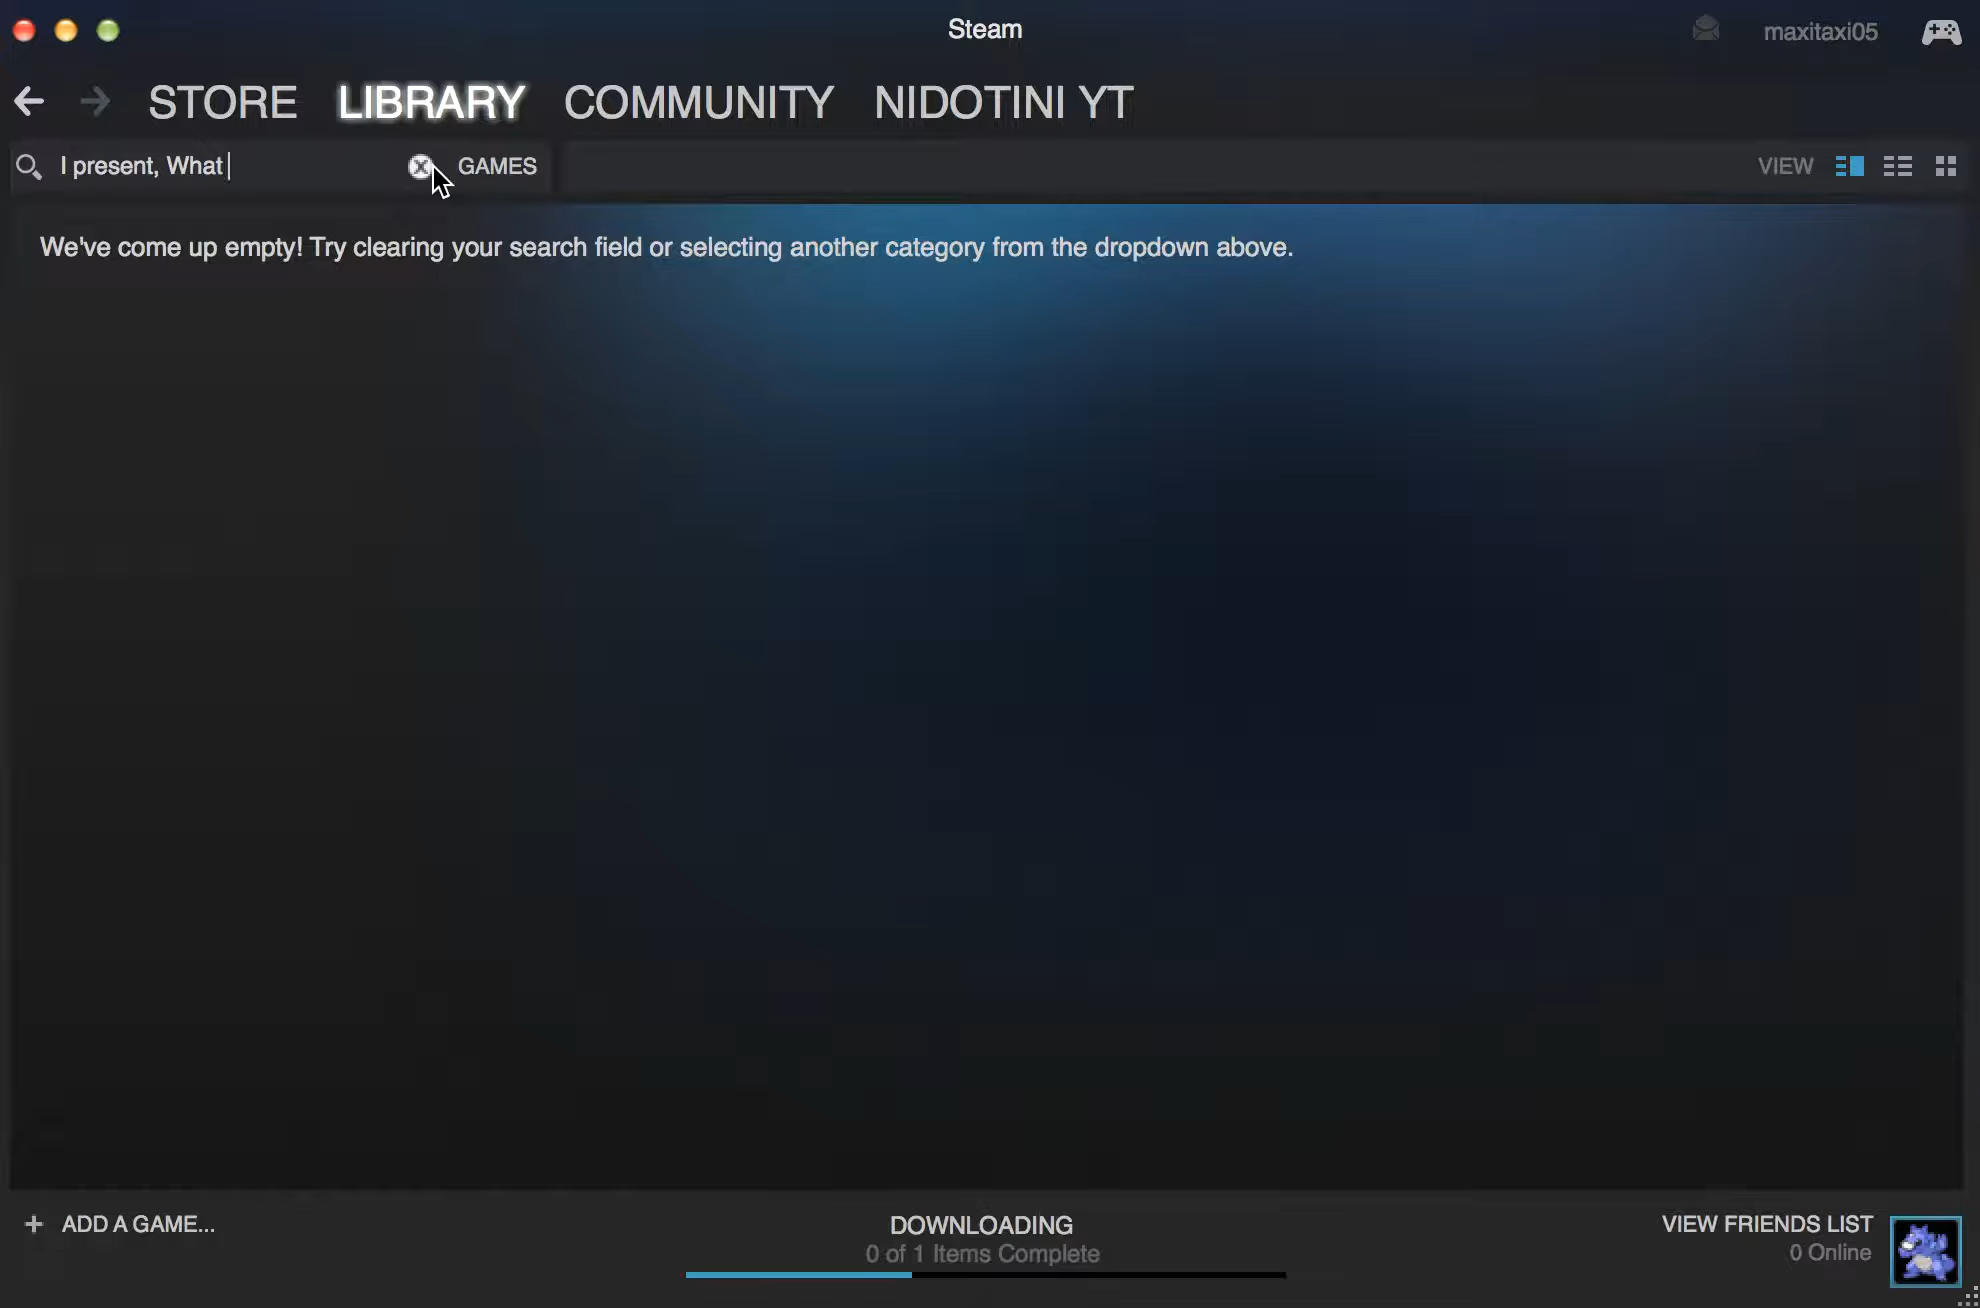 Steam
maxitaxi05
STORE LIBRARY COMMUNITY NIDOTINI YT
I present, What
GAMES
VIEW
We've come up empty! Try clearing your search field or selecting another category from the dropdown above.
+ ADD A GAME...
DOWNLOADING
0 of 1 Items Complete
VIEW FRIENDS LIST
0 Online